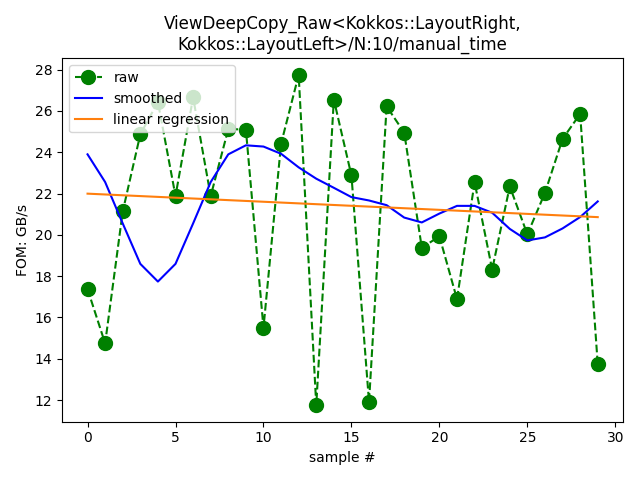 ViewDeepCopy_Raw<Kokkos::LayoutRight,
Kokkos::LayoutLeft>/N:10/manual_time
raw
smoothed
linear regression
FOM: GB/s
28
26
24
22
20
18
16
14
12
0
5
10
15
20
25
30
sample #